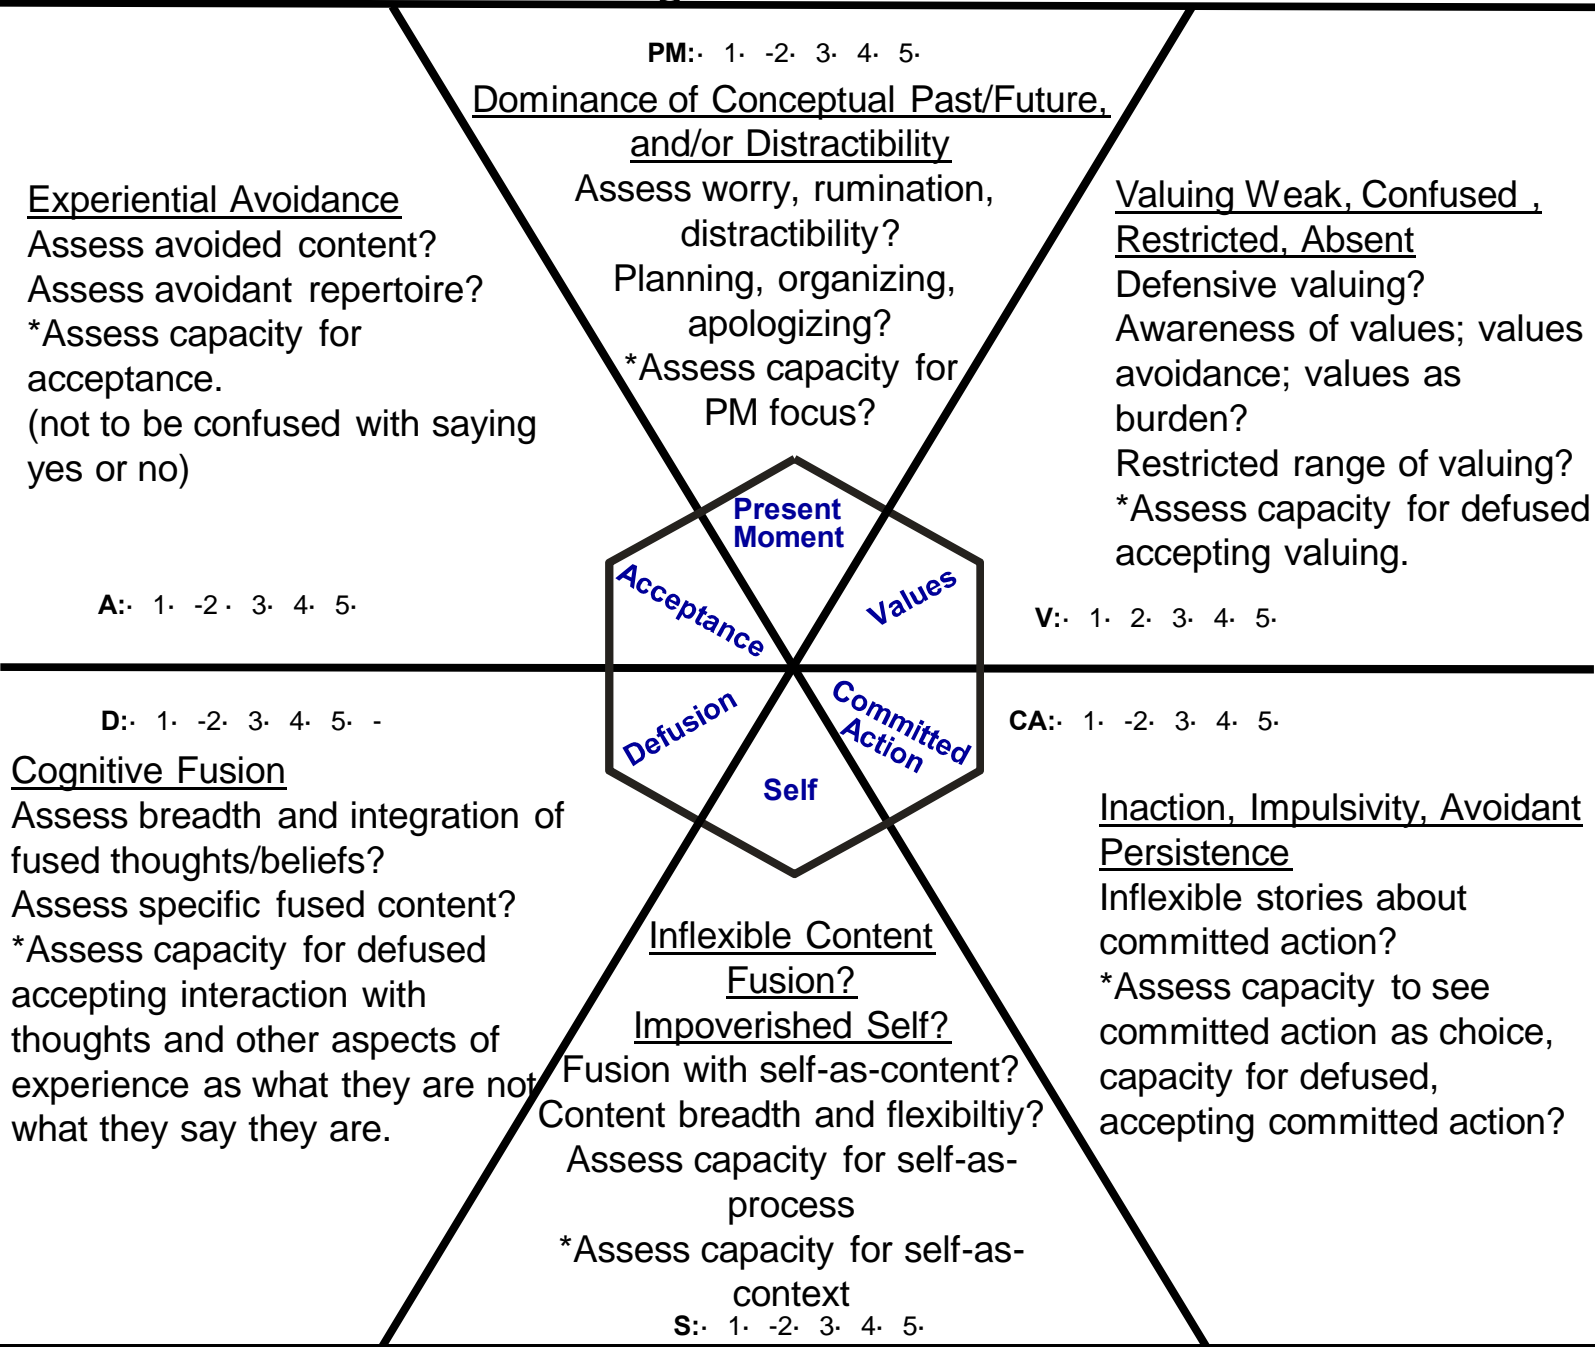 PM:· 1· -2· 3· 4· 5·
Dominance of Conceptual Past/Future,
and/or Distractibility
Assess worry, rumination,
distractibility?
Planning, organizing,
apologizing?
*Assess capacity for
PM focus?
Experiential Avoidance
Assess avoided content?
Assess avoidant repertoire?
*Assess capacity for
acceptance.
(not to be confused with saying
yes or no)
A:· 1· -2· 3· 4· 5·
Valuing Weak, Confused ,
Restricted, Absent
Defensive valuing?
Awareness of values; values
avoidance; values as
burden?
Restricted range of valuing?
*Assess capacity for defused
accepting valuing.
V:· 1· 2· 3· 4· 5·
Present
Moment
Acceptance
Values
Defusion
Committed
Action
Self
D:· 1· -2· 3· 4· 5· -
Cognitive Fusion
Assess breadth and integration of
fused thoughts/beliefs?
Assess specific fused content?
*Assess capacity for defused
accepting interaction with
thoughts and other aspects of
experience as what they are not
what they say they are.
Inflexible Content
Fusion?
Impoverished Self?
Fusion with self-as-content?
Content breadth and flexibiltiy?
Assess capacity for self-as-
process
*Assess capacity for self-as-
context
S:· 1· -2· 3· 4· 5·
CA:· 1· -2· 3· 4· 5·
Inaction, Impulsivity, Avoidant
Persistence
Inflexible stories about
committed action?
*Assess capacity to see
committed action as choice,
capacity for defused,
accepting committed action?